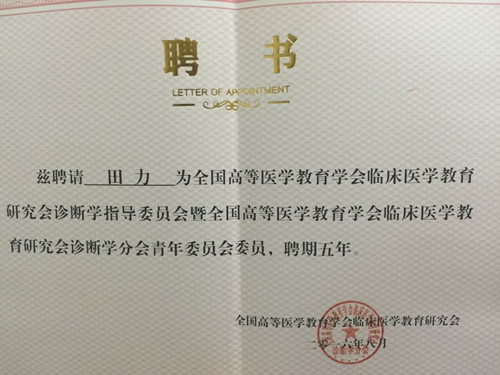 聘书
LETTER OF APPOINTMENT
兹聘请 田力 为全国高等医学教育学会临床医学教育
研究会诊断学指导委员会暨全国高等医学教育学会临床医学教
育研究会诊断学分会青年委员会委员，聘期五年。
全国高等医学教育学会临床医学教育研究会
二零一六年八月